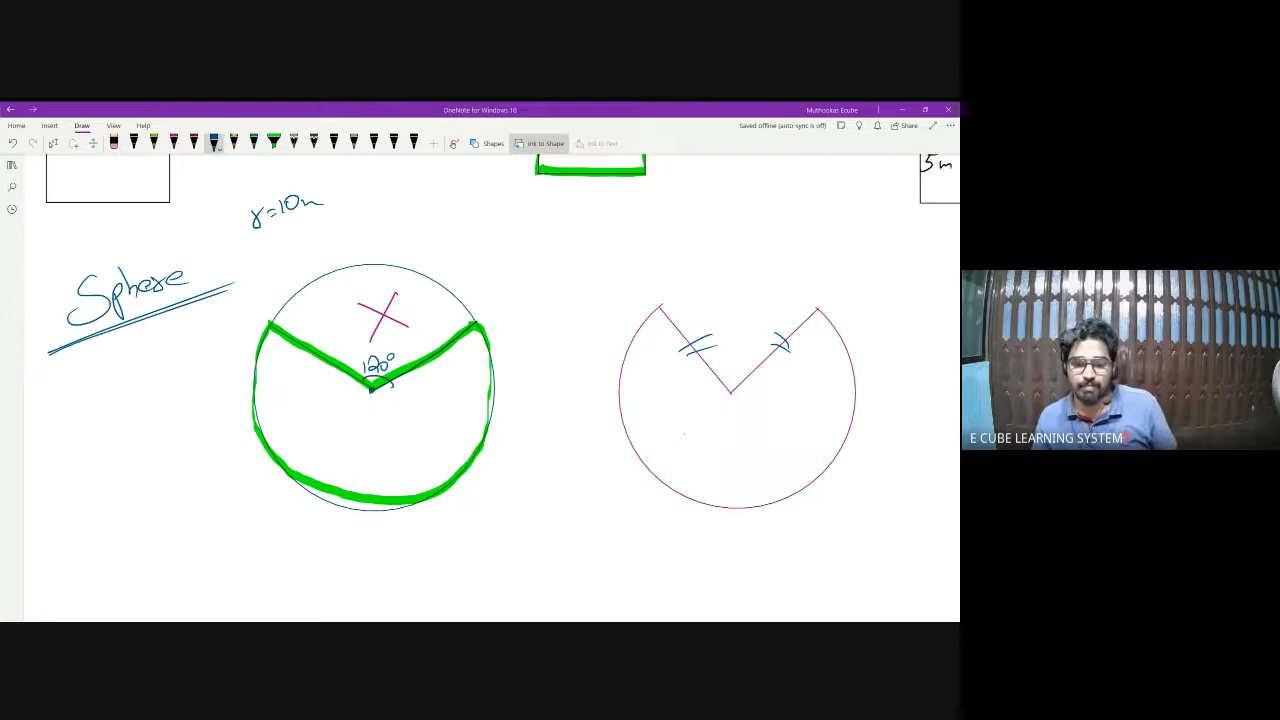 OneNote for Windows 10
Muthookas Ecube
Home Insert Draw View Help
Saved offline (auto-sync is off)
Share
Shapes
Ink to Shape
Ink to Text
5m
r=10m
Sphere
120°
E CUBE LEARNING SYSTEM